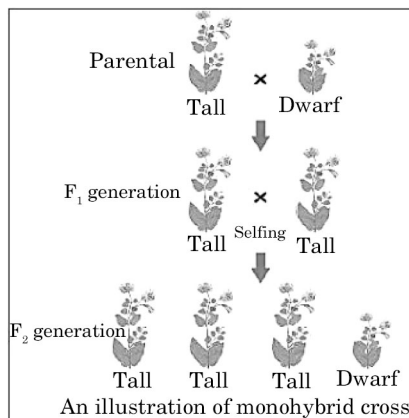 Parental
×
Tall Dwarf
F₁ generation
×
Selfing
Tall Tall
F₂ generation
Tall Tall Tall Dwarf
An illustration of monohybrid cross